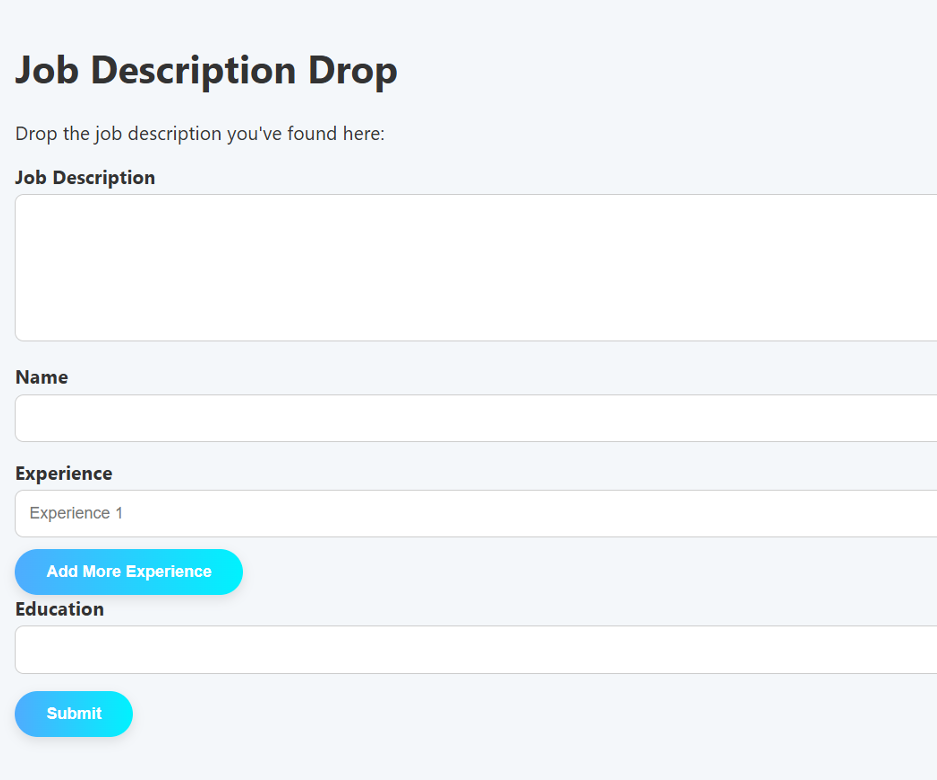 Job Description Drop
Drop the job description you've found here:
Job Description
Name
Experience
Experience 1
Add More Experience
Education
Submit